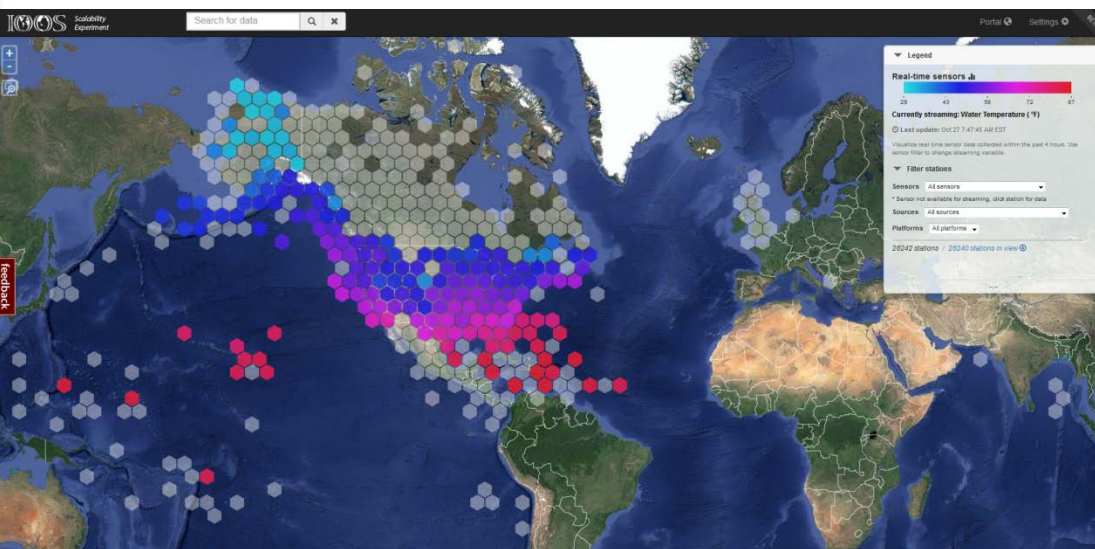 IOOS Scalability Experiment
Search for data
Portal Settings
+
-
Legend
Real-time sensors
29 43 58 72 87
Currently streaming: Water Temperature ( °F)
Last update: Oct 27 7:47:45 AM EST
Visualize real time sensor data collected within the past 4 hours. Use
sensor filter to change streaming variable.
Filter stations
Sensors All sensors
* Sensor not available for streaming, click station for data
Sources All sources
Platforms All platforms
26242 stations / 26240 stations in view
feedback